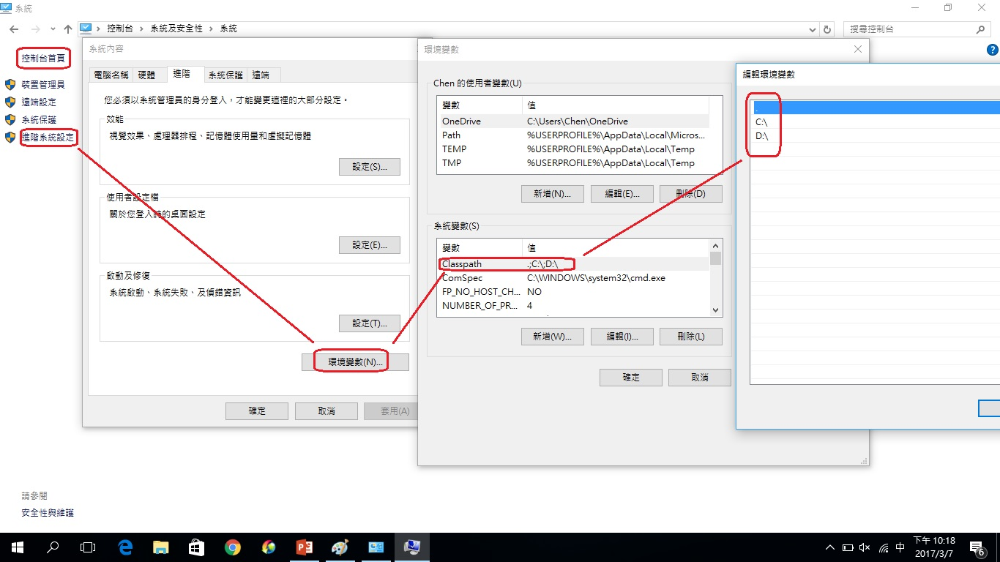 系統
控制台 › 系統及安全性 › 系統
搜尋控制台
控制台首頁
裝置管理員
遠端設定
系統保護
進階系統設定
請參閱
安全性與維護
系統內容
電腦名稱 硬體 進階 系統保護 遠端
您必須以系統管理員的身分登入，才能變更這裡的大部分設定。
效能
視聲效果、處理器排程、記憶體使用量和虛擬記憶體
設定(S)...
使用者設定檔
關於您登入時的桌面設定
設定(E)...
啟動及修復
系統啟動、系統失敗、及偵錯資訊
設定(T)...
環境變數(N)...
確定 取消 套用(A)
環境變數
Chen 的使用者變數(U)
變數 值
OneDrive C:\Users\Chen\OneDrive
Path %USERPROFILE%\AppData\Local\Micros...
TEMP %USERPROFILE%\AppData\Local\Temp
TMP %USERPROFILE%\AppData\Local\Temp
新增(N)... 編輯(E)... 刪除(D)
系統變數(S)
變數 值
Classpath .;C:\;D:\
ComSpec C:\WINDOWS\system32\cmd.exe
FP_NO_HOST_CH... NO
NUMBER_OF_PR... 4
新增(W)... 編輯(I)... 刪除(L)
確定 取消
編輯環境變數
.
C:\
D:\
中
下午 10:18
2017/3/7
6